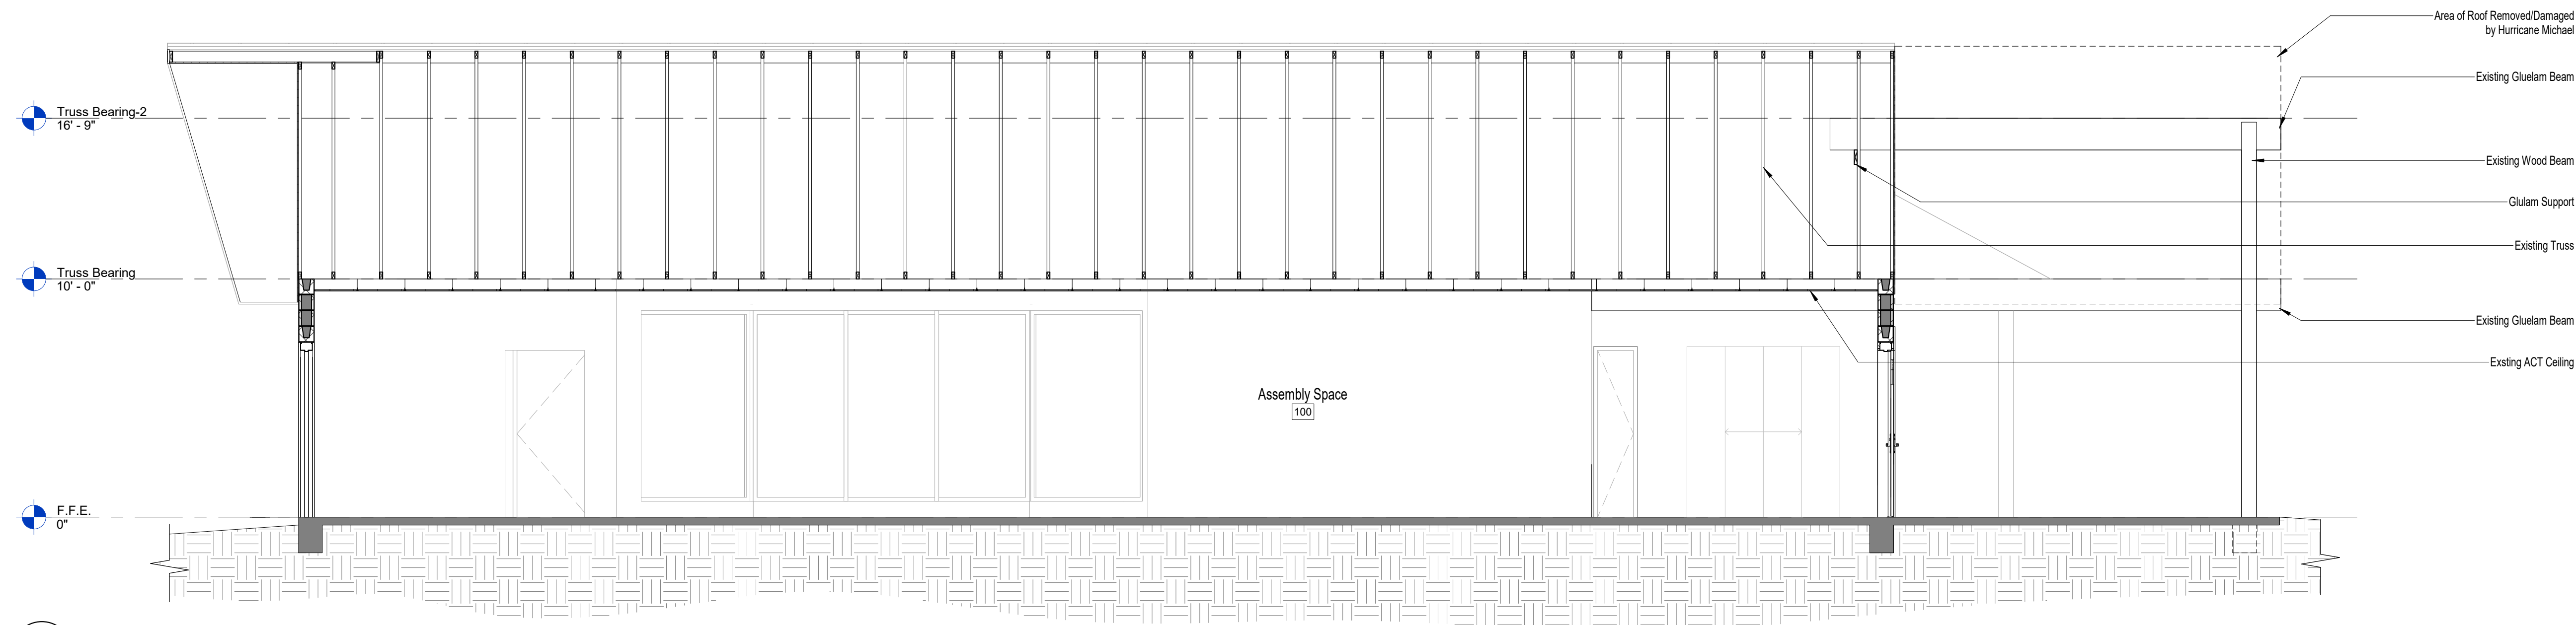 Area of Roof Removed/Damaged
by Hurricane Michael
Existing Gluelam Beam
Truss Bearing-2
16' - 9"
Existing Wood Beam
Glulam Support
Existing Truss
Truss Bearing
10' - 0"
Existing Gluelam Beam
Exsting ACT Ceiling
Assembly Space
100
F.F.E.
0"